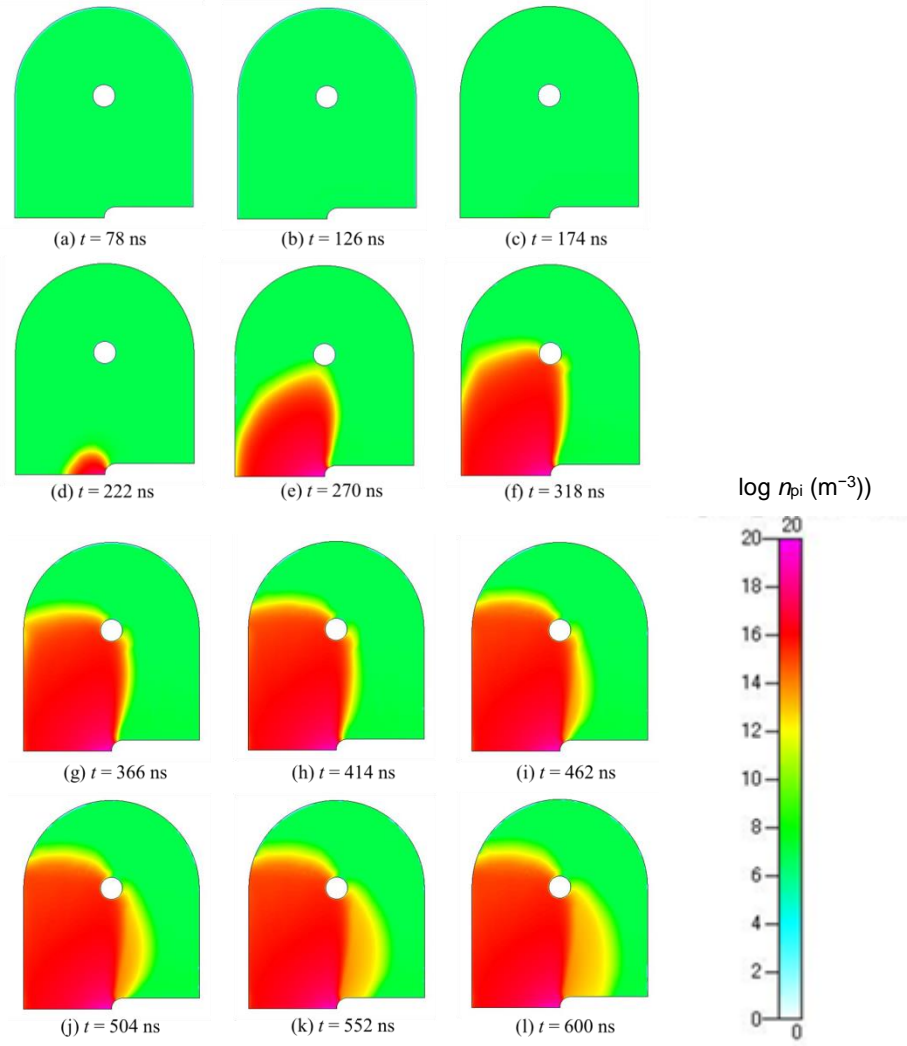 (a) t = 78 ns
(b) t = 126 ns
(c) t = 174 ns
(d) t = 222 ns
(e) t = 270 ns
(f) t = 318 ns
log npi (m⁻³))
20
20
18
16
14
12
10
8
6
4
2
0
0
(g) t = 366 ns
(h) t = 414 ns
(i) t = 462 ns
(j) t = 504 ns
(k) t = 552 ns
(l) t = 600 ns